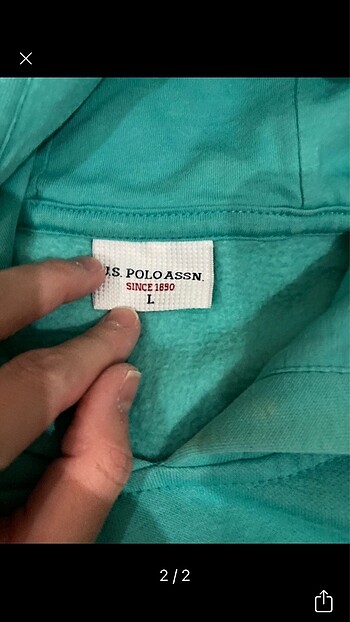 U.S. POLO ASSN.
SINCE 1890
L
2/2